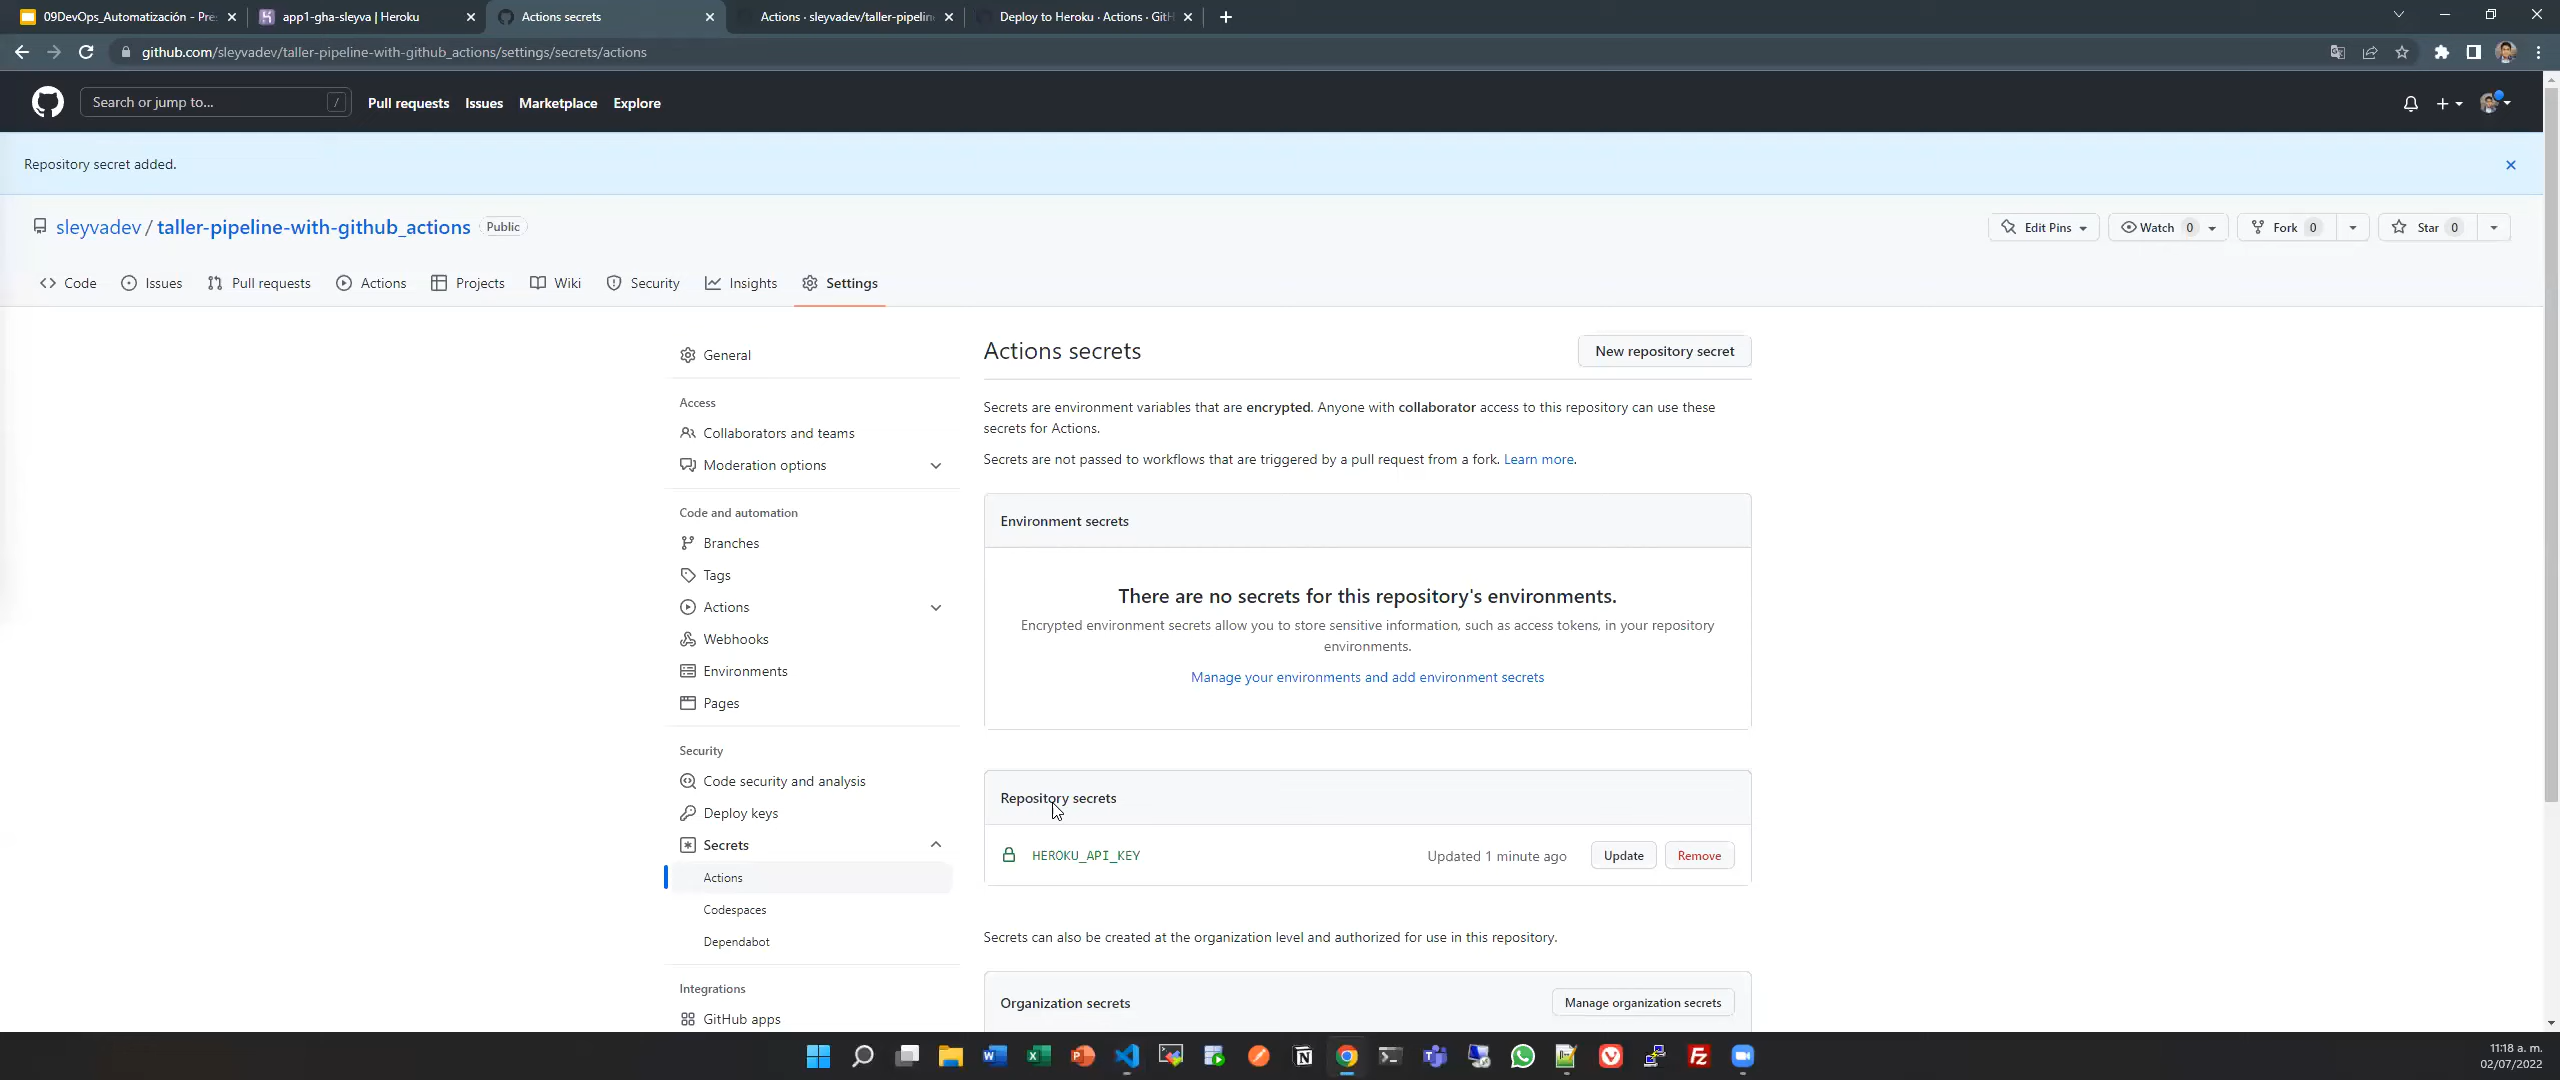 09DevOps_Automatización - Pre
app1-gha-sleyva | Heroku
Actions secrets
Actions · sleyvadev/taller-pipelin
Deploy to Heroku · Actions · GitH
github.com/sleyvadev/taller-pipeline-with-github_actions/settings/secrets/actions
Search or jump to...
/
Pull requests
Issues
Marketplace
Explore
Repository secret added.
sleyvadev / taller-pipeline-with-github_actions
Public
Edit Pins
Watch 0
Fork 0
Star 0
Code
Issues
Pull requests
Actions
Projects
Wiki
Security
Insights
Settings
General
Access
Collaborators and teams
Moderation options
Code and automation
Branches
Tags
Actions
Webhooks
Environments
Pages
Security
Code security and analysis
Deploy keys
Secrets
Actions
Codespaces
Dependabot
Integrations
GitHub apps
Actions secrets
New repository secret
Secrets are environment variables that are encrypted. Anyone with collaborator access to this repository can use these
secrets for Actions.
Secrets are not passed to workflows that are triggered by a pull request from a fork. Learn more.
Environment secrets
There are no secrets for this repository's environments.
Encrypted environment secrets allow you to store sensitive information, such as access tokens, in your repository
environments.
Manage your environments and add environment secrets
Repository secrets
HEROKU_API_KEY
Updated 1 minute ago
Update
Remove
Secrets can also be created at the organization level and authorized for use in this repository.
Organization secrets
Manage organization secrets
11:18 a. m.
02/07/2022